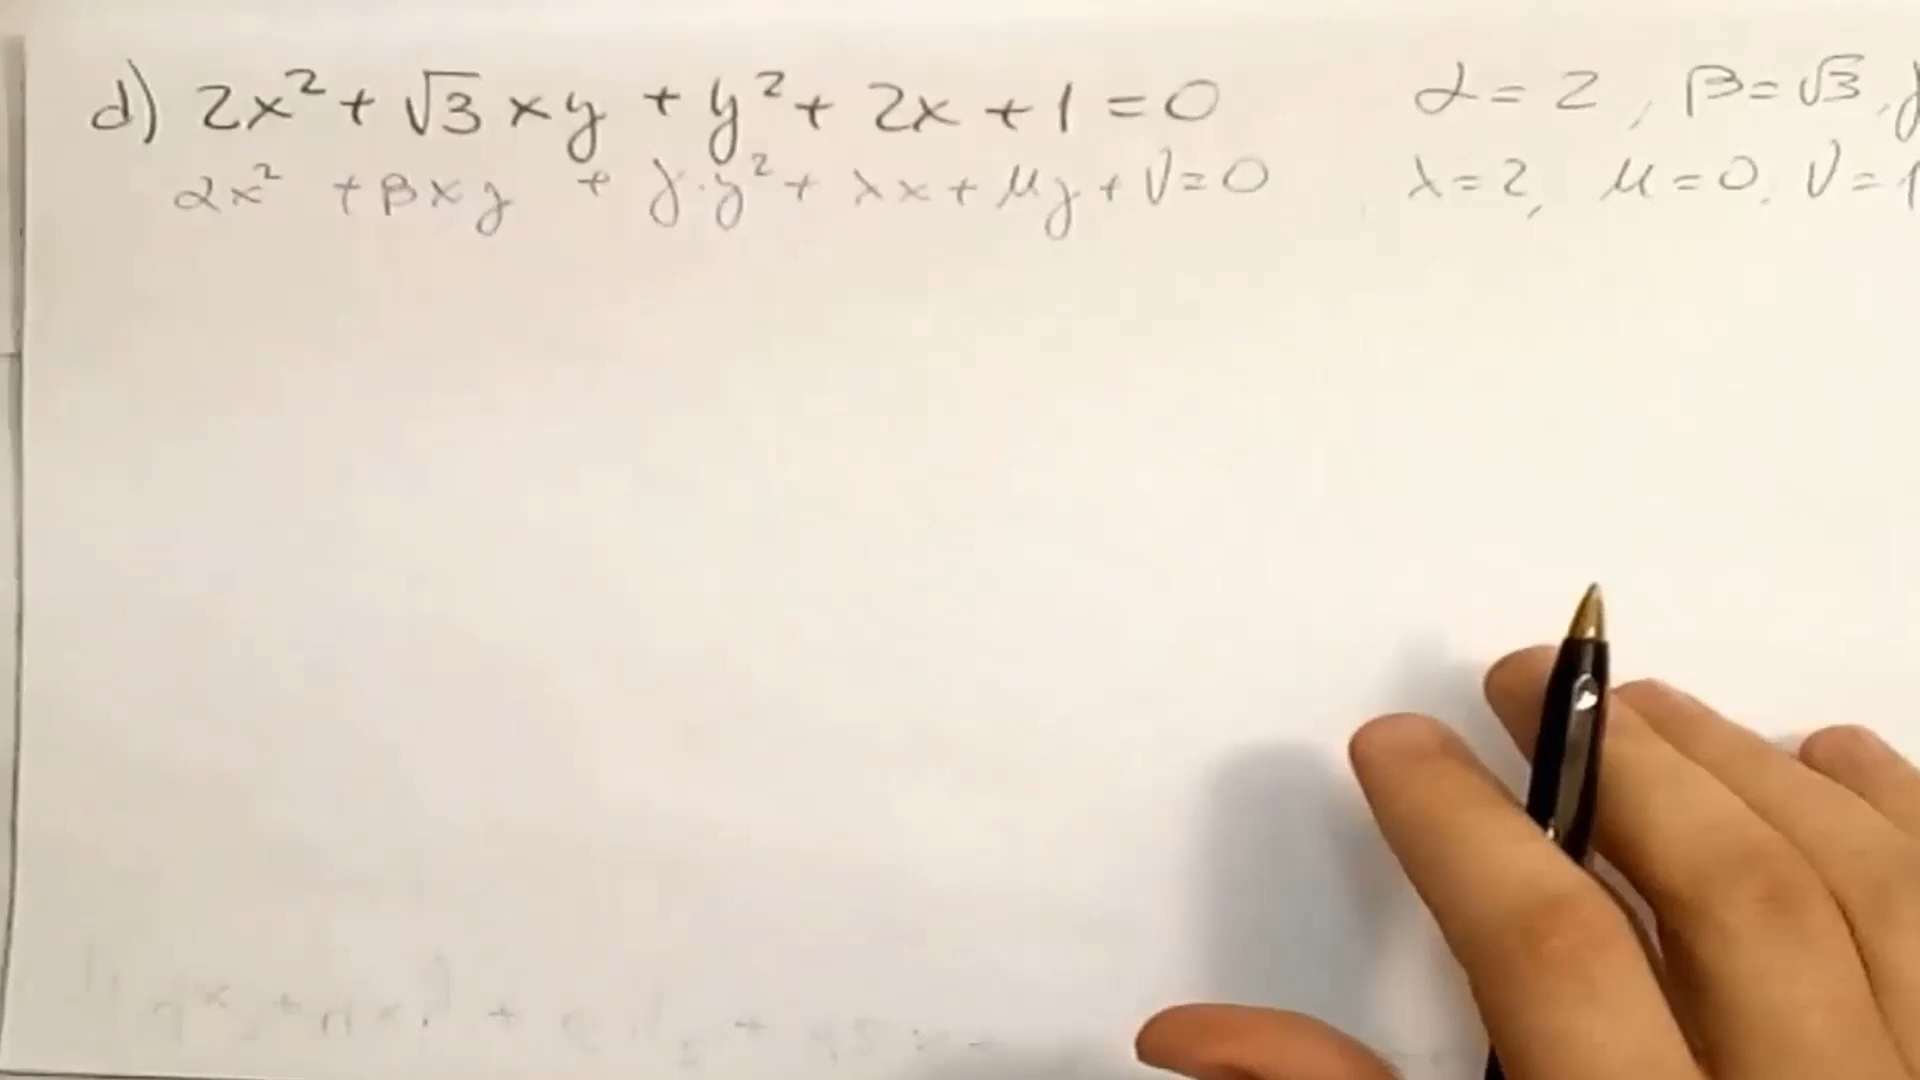 d) 2x² + √3 xy + y² + 2x + 1 = 0
αx² + βxy + γ·y² + λx + μy + ν = 0
α = 2, β = √3, γ
λ = 2, μ = 0, ν = 1